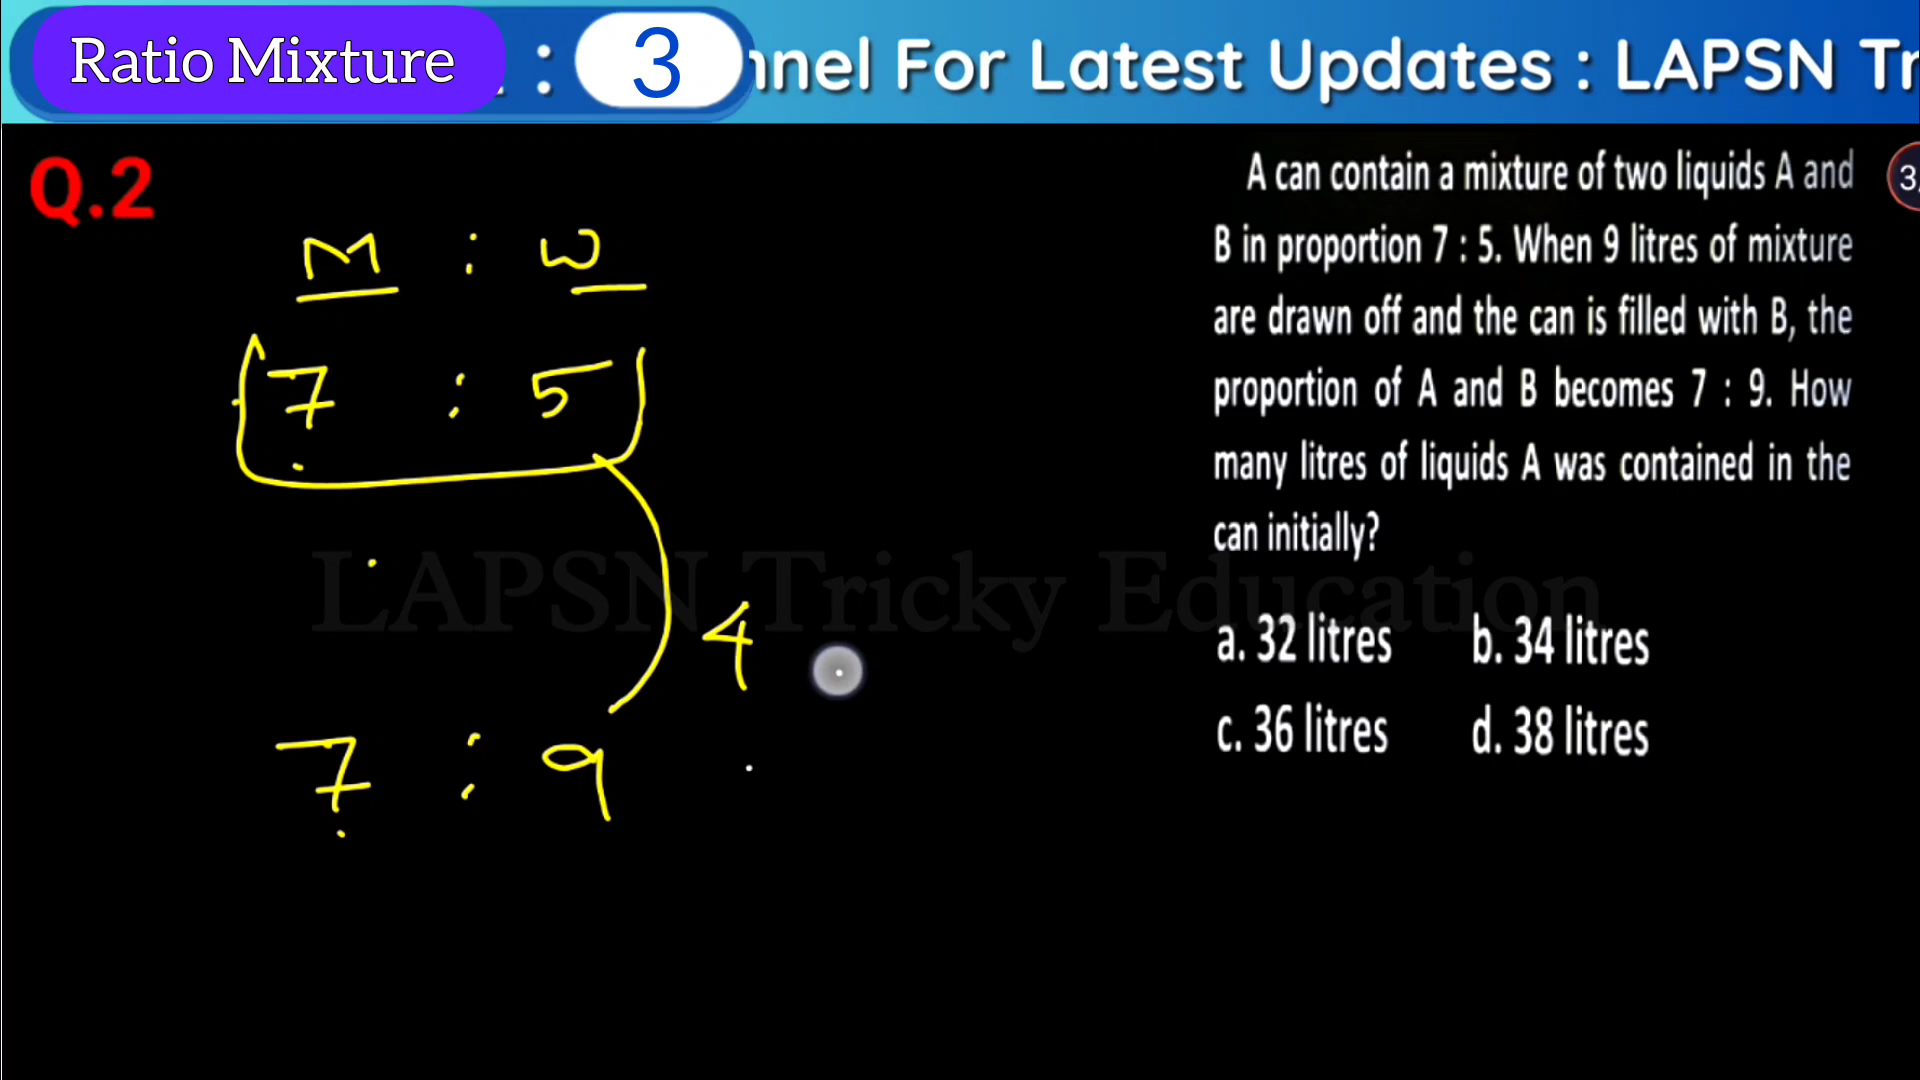 Ratio Mixture : 3 nnel For Latest Updates : LAPSN Tr
Q.2
A can contain a mixture of two liquids A and
B in proportion 7 : 5. When 9 litres of mixture
are drawn off and the can is filled with B, the
proportion of A and B becomes 7 : 9. How
many litres of liquids A was contained in the
can initially?
a. 32 litres b. 34 litres
c. 36 litres d. 38 litres
M : W
7 : 5
4
7 : 9
LAPSN Tricky Education
3